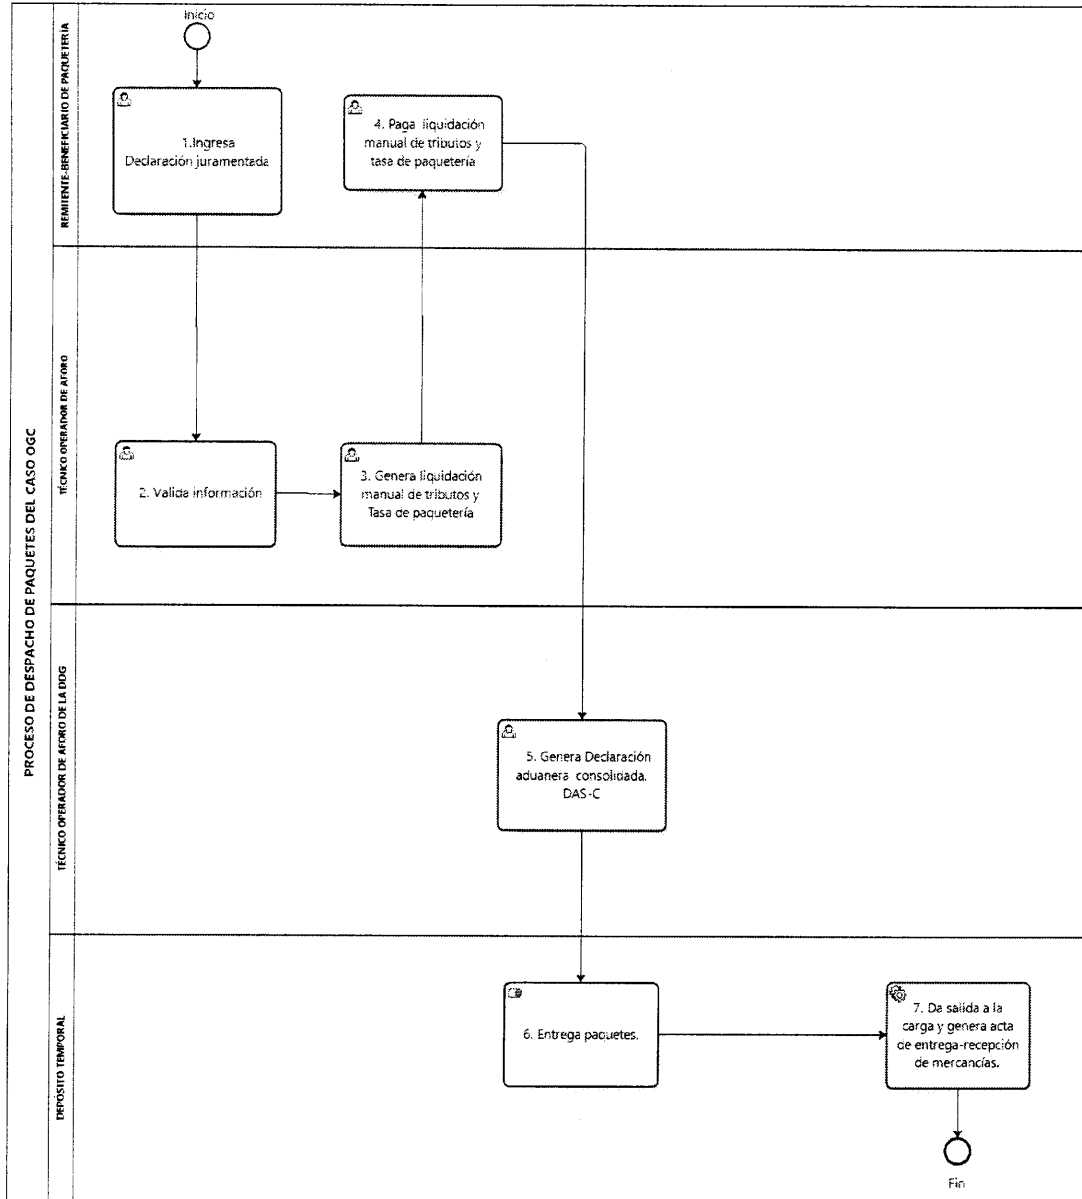 PROCESO DE DESPACHO DE PAQUETES DEL CASO OGC
REMITENTE-BENEFICIARIO DE PAQUETERÍA
Inicio
1.Ingresa
Declaración juramentada
4. Paga liquidación
manual de tributos y
tasa de paquetería
TÉCNICO OPERADOR DE AFORO
2. Valida información
3. Genera liquidación
manual de tributos y
Tasa de paquetería
TÉCNICO OPERADOR DE AFORO DE LA DDG
5. Genera Declaración
aduanera consolidada.
DAS-C
DEPOSITO TEMPORAL
6. Entrega paquetes.
7. Da salida a la
carga y genera acta
de entrega-recepción
de mercancías.
Fin